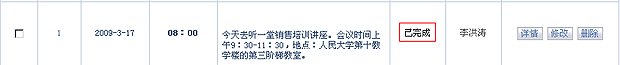 1 2009-3-17 08：00 今天去听一堂销售培训讲座。会议时间上 已完成 李洪涛 详情 修改 删除
午9：30-11：30，地点：人民大学第十教
学楼的第三阶梯教室。